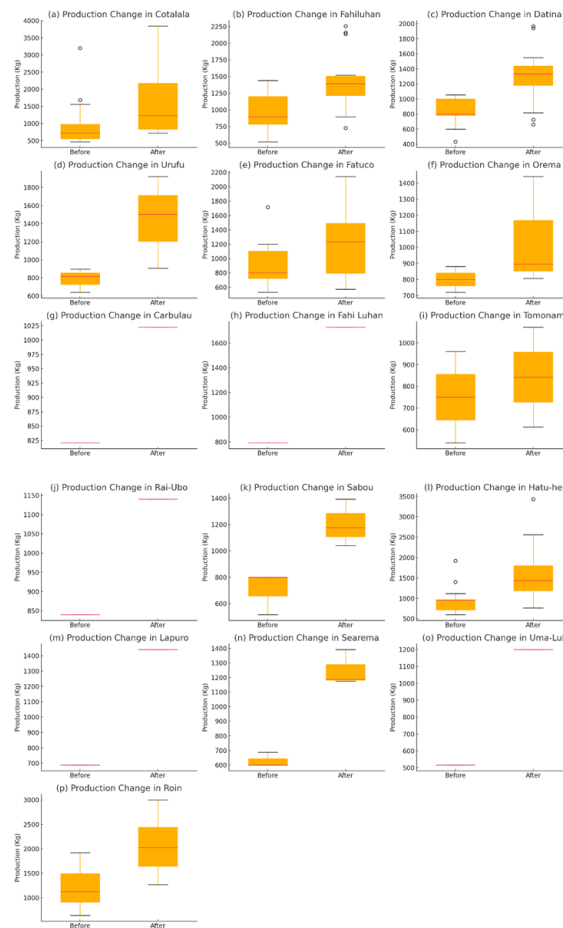 (a) Production Change in Cotalala
(b) Production Change in Fahiluhan
(c) Production Change in Datina
Production (Kg)
4000
3500
3000
2500
2000
1500
1000
500
Before
After
Production (Kg)
2250
2000
1750
1500
1250
1000
750
500
Before
After
Production (Kg)
2000
1800
1600
1400
1200
1000
800
600
400
Before
After
(d) Production Change in Urufu
(e) Production Change in Fatuco
(f) Production Change in Orema
Production (Kg)
1800
1600
1400
1200
1000
800
600
Before
After
Production (Kg)
2200
2000
1800
1600
1400
1200
1000
800
600
Before
After
Production (Kg)
1400
1300
1200
1100
1000
900
800
700
Before
After
(g) Production Change in Carbulau
(h) Production Change in Fahi Luhan
(i) Production Change in Tomonam
Production (Kg)
1025
1000
975
950
925
900
875
850
825
Before
After
Production (Kg)
1600
1400
1200
1000
800
Before
After
Production (Kg)
1000
900
800
700
600
Before
After
(j) Production Change in Rai-Ubo
(k) Production Change in Sabou
(l) Production Change in Hatu-he
Production (Kg)
1150
1100
1050
1000
950
900
850
Before
After
Production (Kg)
1400
1200
1000
800
600
Before
After
Production (Kg)
3500
3000
2500
2000
1500
1000
500
Before
After
(m) Production Change in Lapuro
(n) Production Change in Searema
(o) Production Change in Uma-Lul
Production (Kg)
1400
1300
1200
1100
1000
900
800
700
Before
After
Production (Kg)
1400
1300
1200
1100
1000
900
800
700
600
Before
After
Production (Kg)
1200
1100
1000
900
800
700
600
500
Before
After
(p) Production Change in Roin
Production (Kg)
3000
2500
2000
1500
1000
Before
After